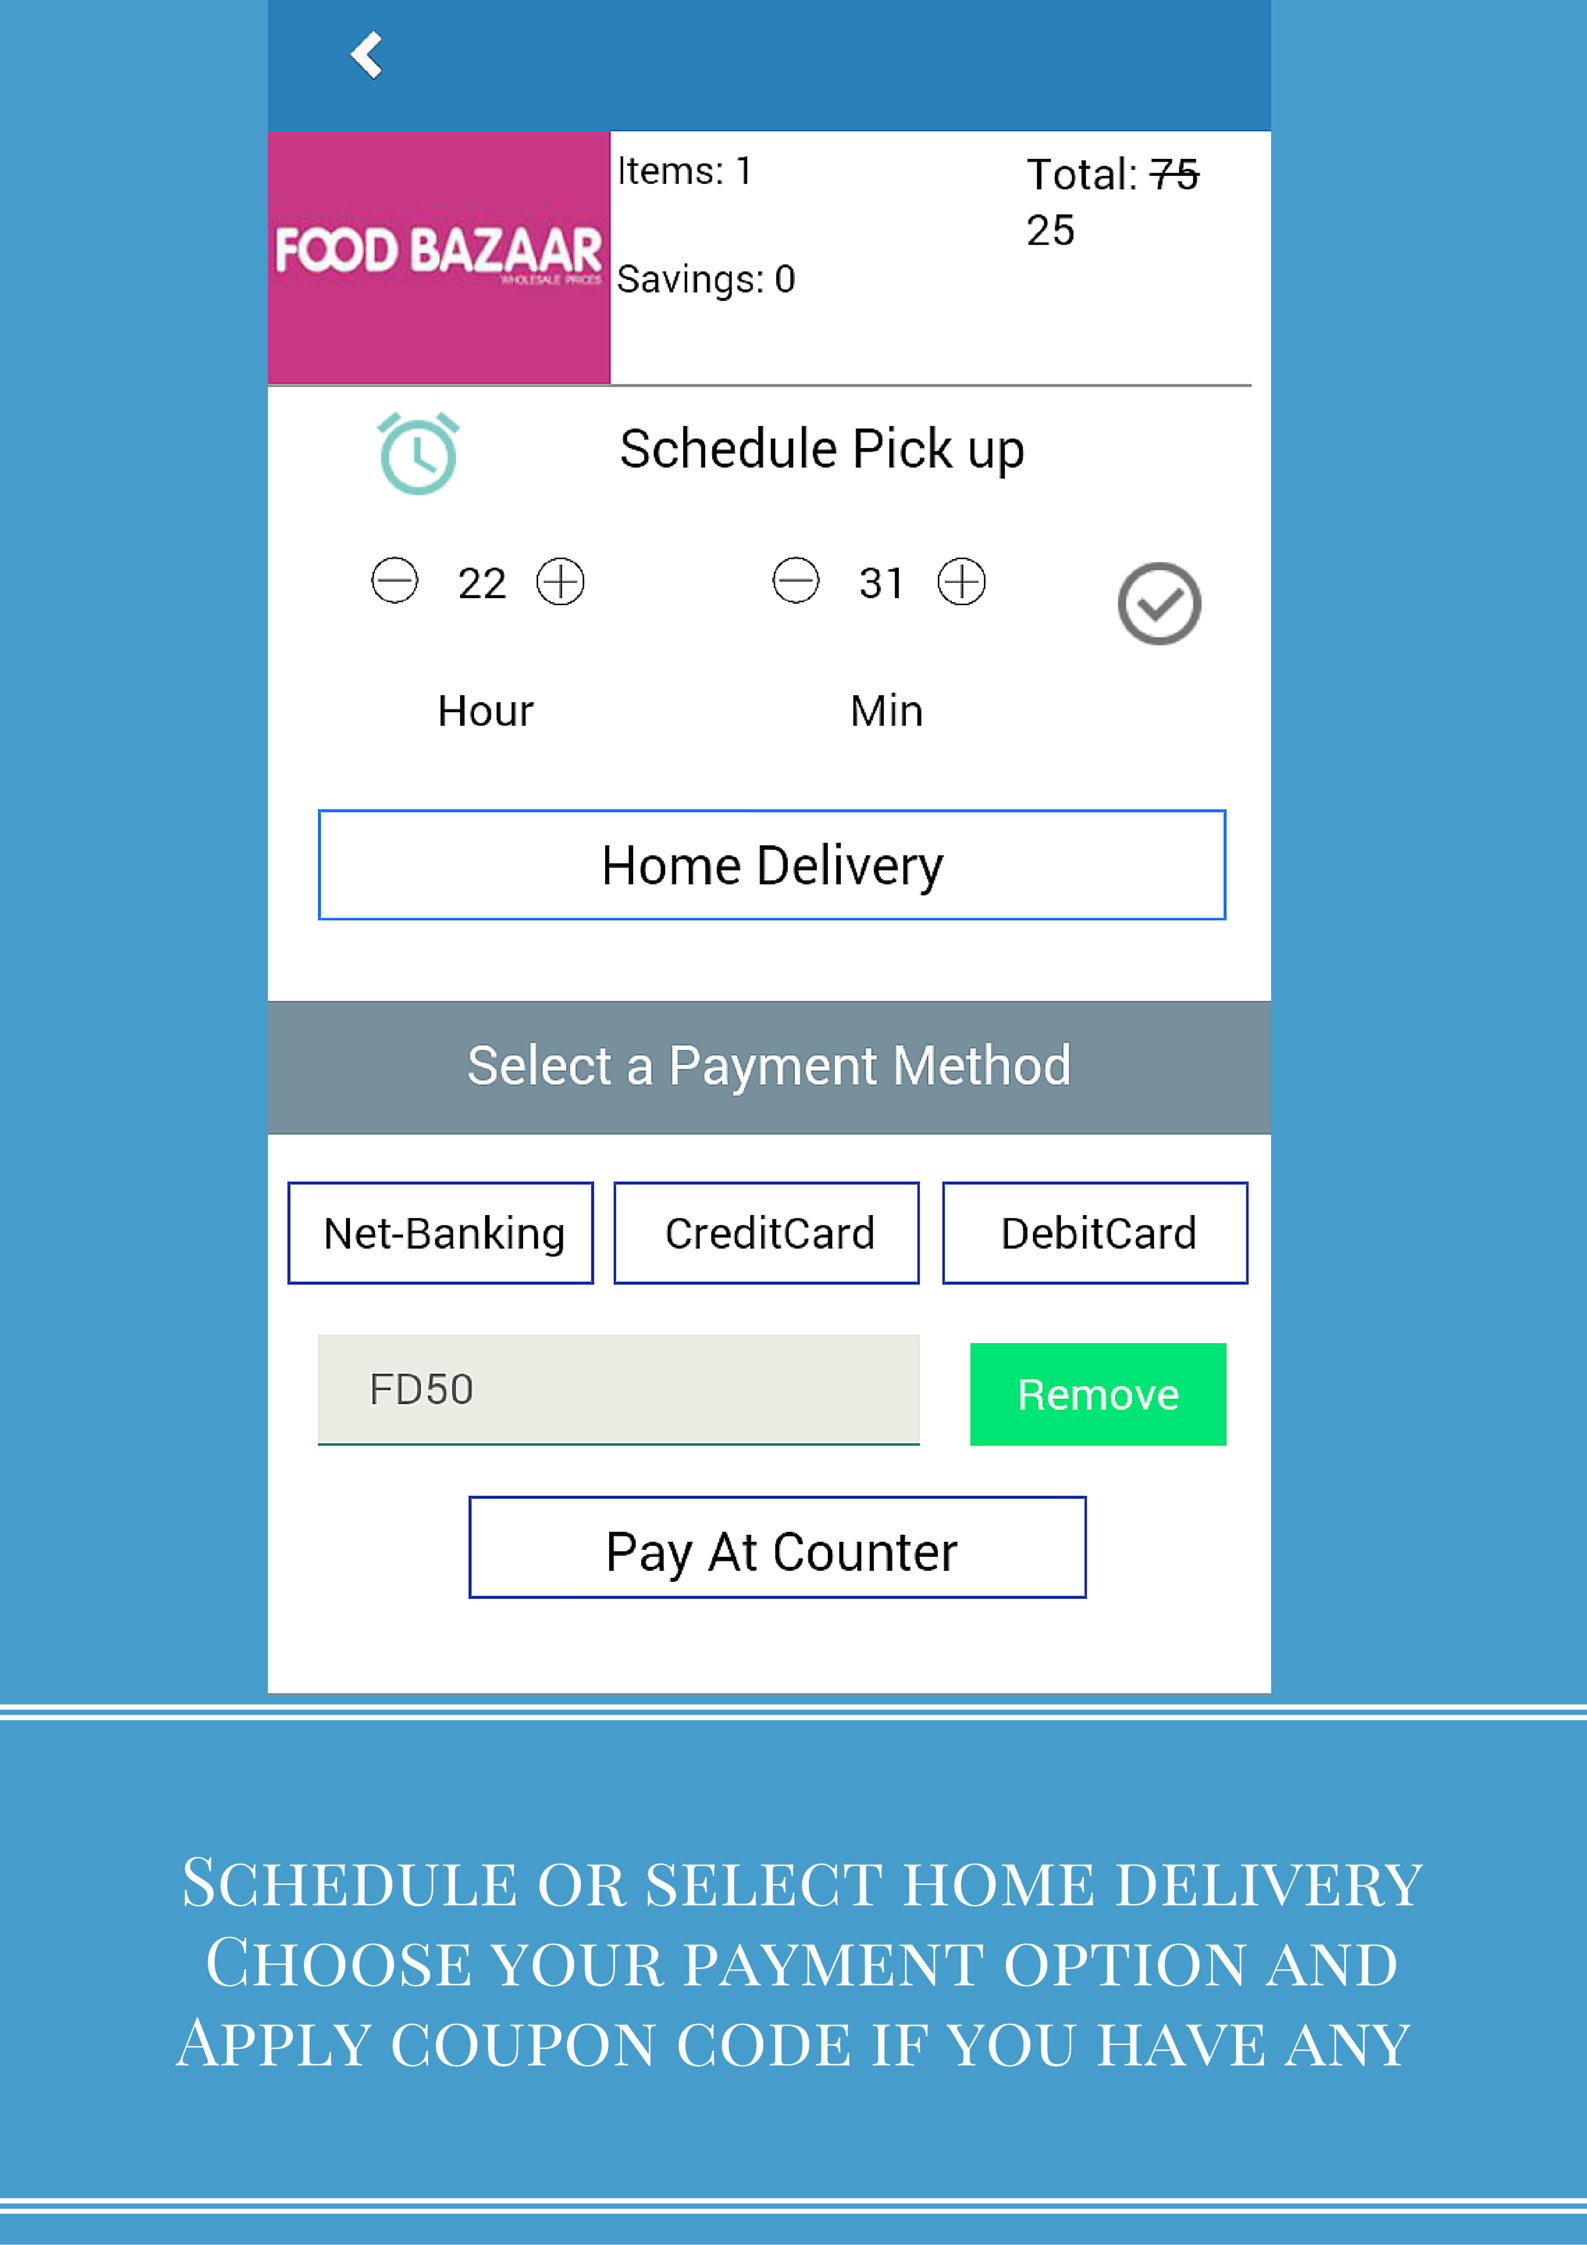 FOOD BAZAAR
WHOLESALE PRICES
Items: 1
Savings: 0
Total: 75
25
Schedule Pick up
22 31
Hour Min
Home Delivery
Select a Payment Method
Net-Banking CreditCard DebitCard
FD50 Remove
Pay At Counter
Schedule or select home delivery
Choose your payment option and
Apply coupon code if you have any